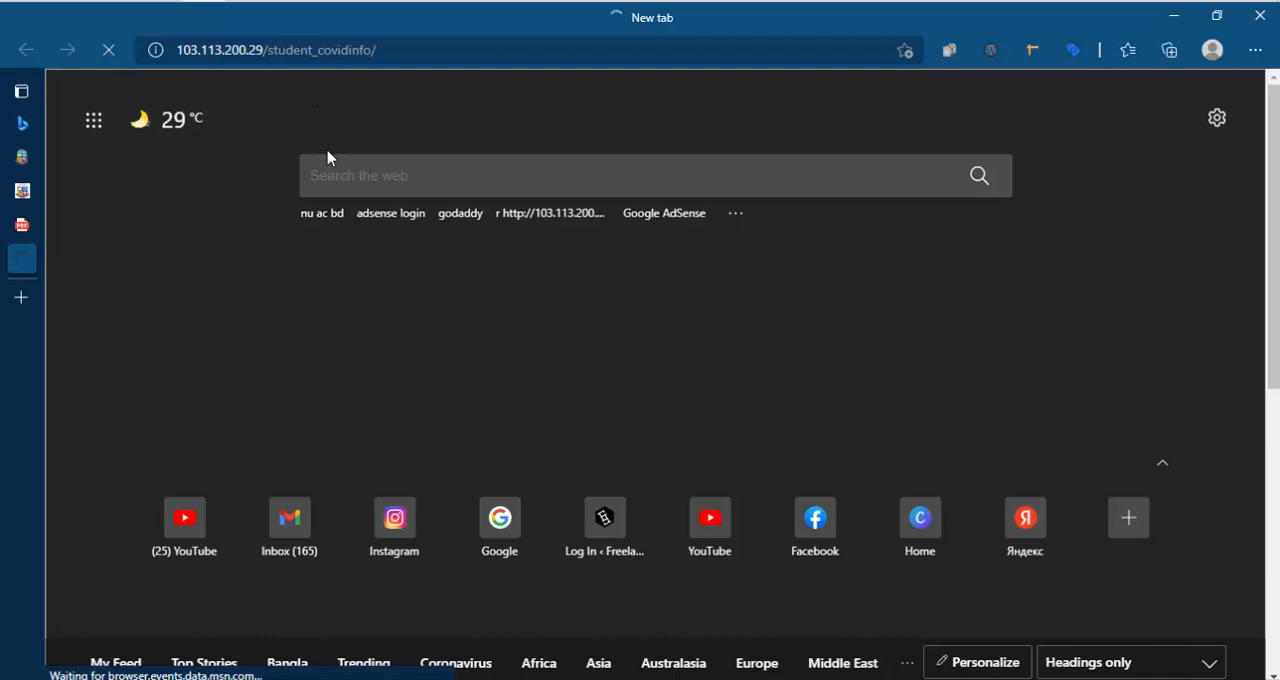 New tab
103.113.200.29/student_covidinfo/
29 °C
Search the web
nu ac bd adsense login godaddy r http://103.113.200.... Google AdSense ...
(25) YouTube Inbox (165) Instagram Google Log In ‹ Freela... YouTube Facebook Home Яндекс
My Feed Top Stories Bangla Trending Coronavirus Africa Asia Australasia Europe Middle East ... Personalize Headings only
Waiting for browser.events.data.msn.com...